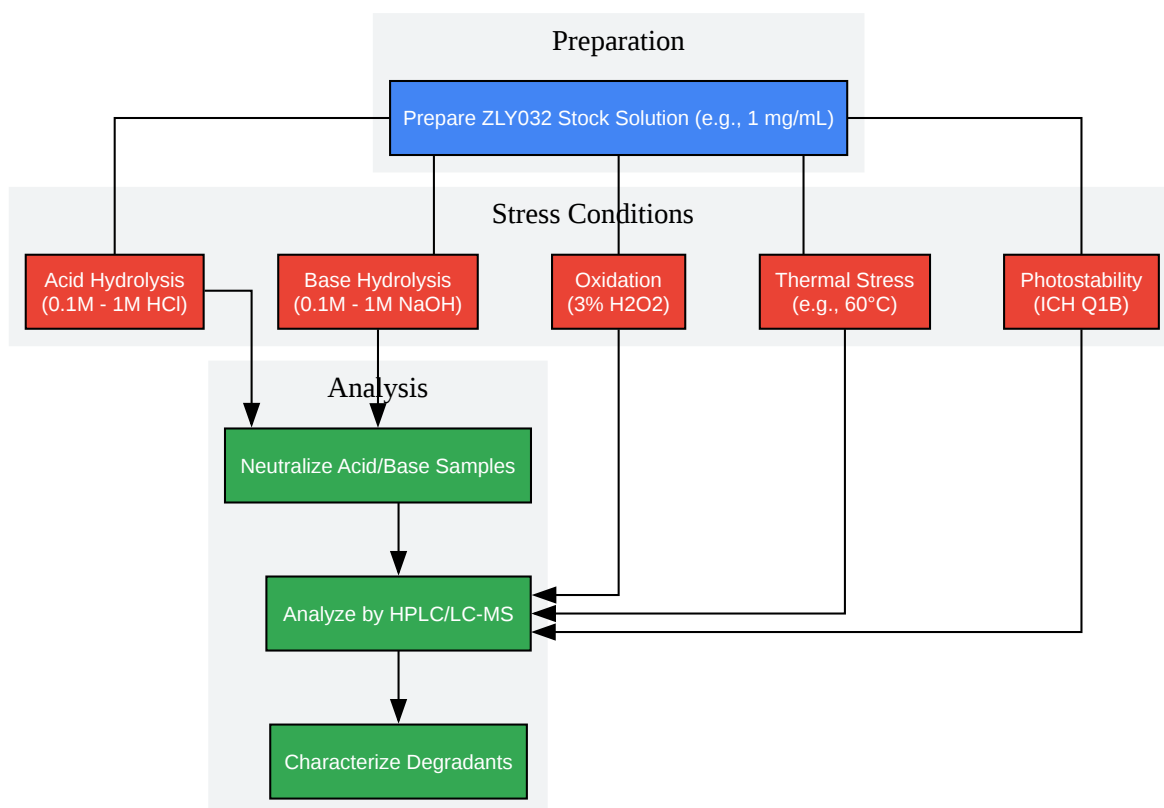 Preparation
Prepare ZLY032 Stock Solution (e.g., 1 mg/mL)
Stress Conditions
Acid Hydrolysis
(0.1M - 1M HCl)
Base Hydrolysis
(0.1M - 1M NaOH)
Oxidation
(3% H2O2)
Thermal Stress
(e.g., 60°C)
Photostability
(ICH Q1B)
Analysis
Neutralize Acid/Base Samples
Analyze by HPLC/LC-MS
Characterize Degradants